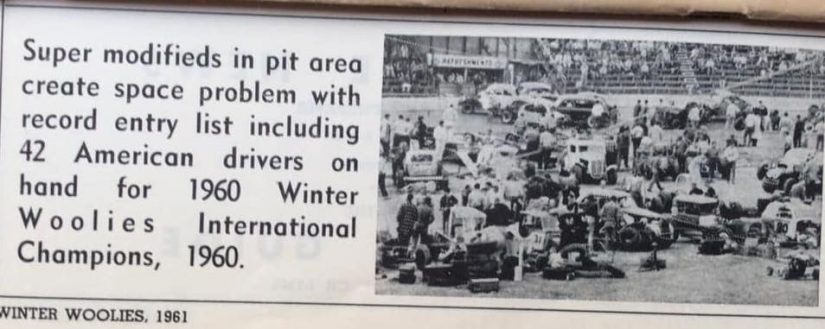 Super modifieds in pit area
create space problem with
record entry list including
42 American drivers on
hand for 1960 Winter
Woolies International
Champions, 1960.
REFRESHMENTS
WINTER WOOLIES, 1961